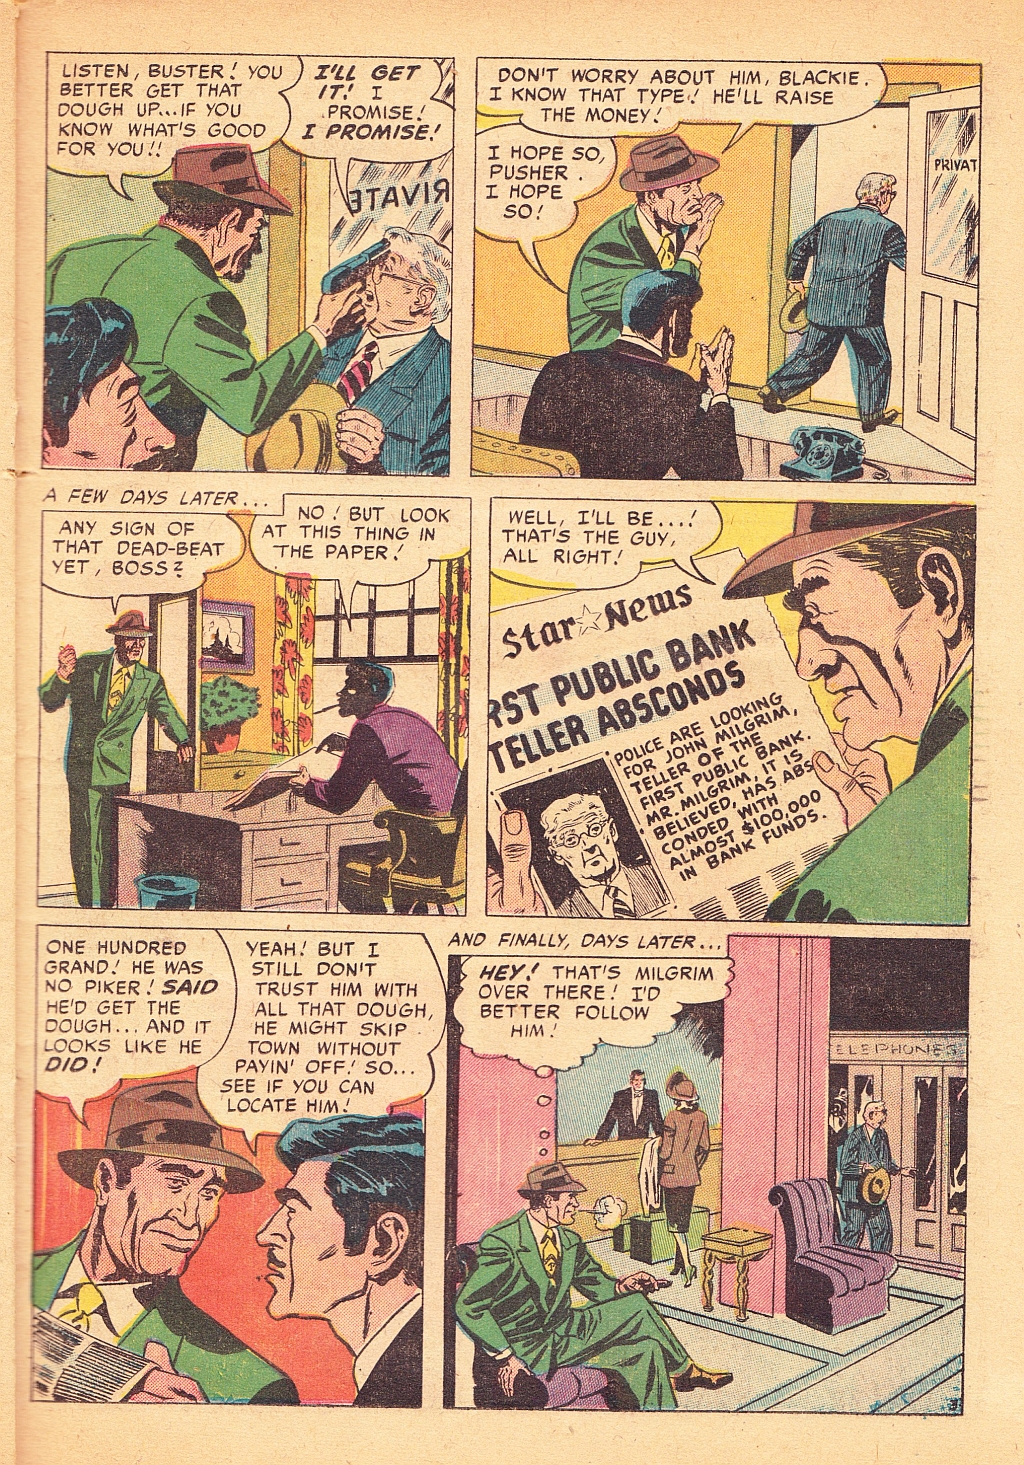 LISTEN, BUSTER! YOU
BETTER GET THAT
DOUGH UP...IF YOU
KNOW WHAT'S GOOD
FOR YOU!!
I'LL GET
IT! I
PROMISE!
I PROMISE!
RIVATE
DON'T WORRY ABOUT HIM, BLACKIE.
I KNOW THAT TYPE! HE'LL RAISE
THE MONEY!
I HOPE SO,
PUSHER.
I HOPE
SO!
PRIVAT
A FEW DAYS LATER...
ANY SIGN OF
THAT DEAD-BEAT
YET, BOSS?
NO! BUT LOOK
AT THIS THING IN
THE PAPER!
WELL, I'LL BE...!
THAT'S THE GUY,
ALL RIGHT!
Star☆News
RST PUBLIC BANK
TELLER ABSCONDS
POLICE ARE LOOKING
FOR JOHN MILGRIM,
TELLER OF THE
FIRST PUBLIC BANK.
MR. MILGRIM, IT IS
BELIEVED, HAS ABS
CONDED WITH
ALMOST $100,000
IN BANK FUNDS.
ONE HUNDRED
GRAND! HE WAS
NO PIKER! SAID
HE'D GET THE
DOUGH... AND IT
LOOKS LIKE HE
DID!
YEAH! BUT I
STILL DON'T
TRUST HIM WITH
ALL THAT DOUGH,
HE MIGHT SKIP
TOWN WITHOUT
PAYIN' OFF! SO...
SEE IF YOU CAN
LOCATE HIM!
AND FINALLY, DAYS LATER...
HEY! THAT'S MILGRIM
OVER THERE! I'D
BETTER FOLLOW
HIM!
ELEPHONES